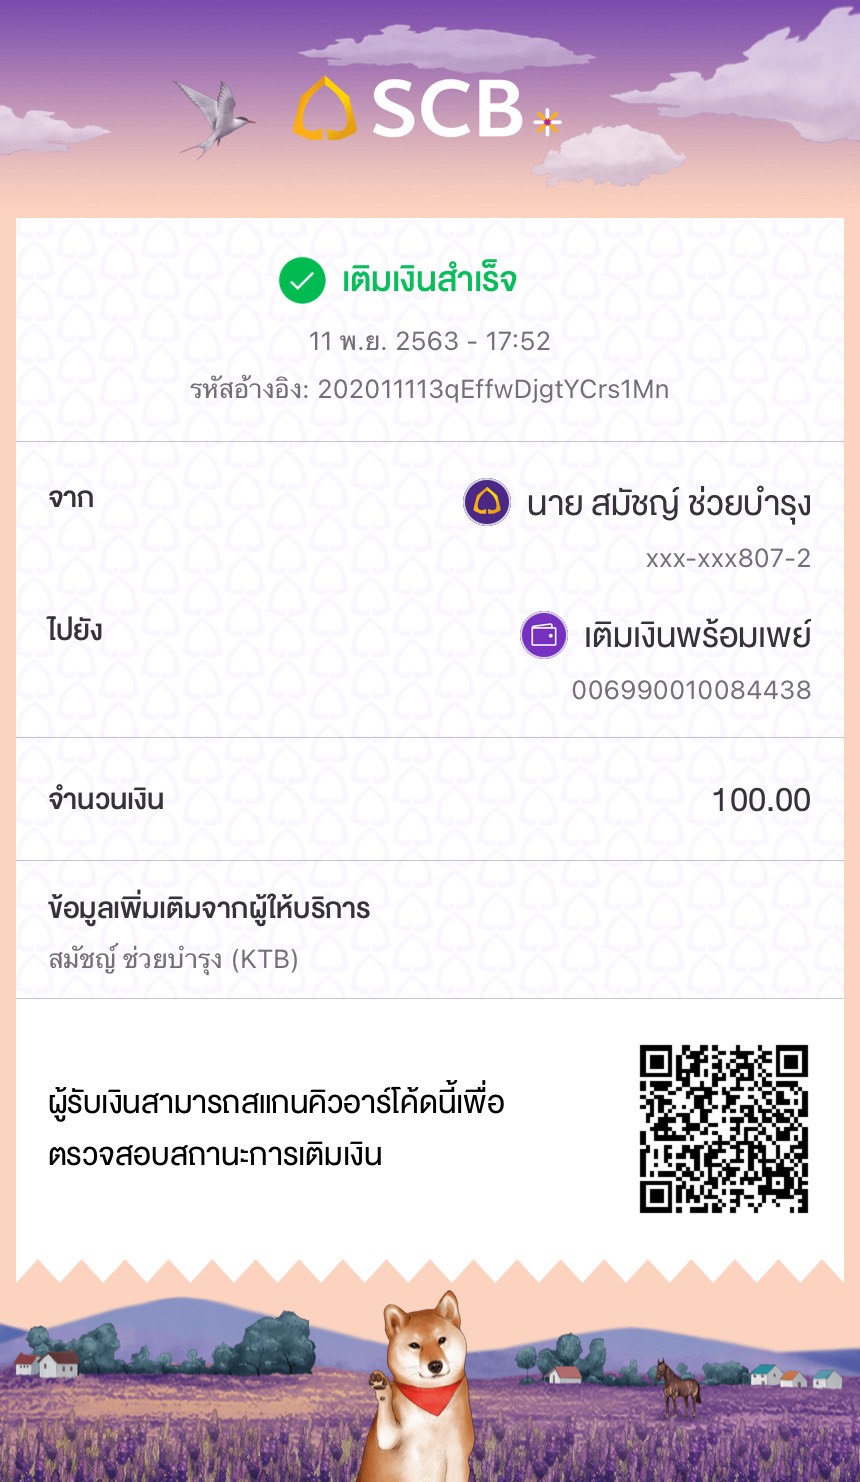 SCB
เติมเงินสำเร็จ
11 พ.ย. 2563 - 17:52
รหัสอ้างอิง: 202011113qEffwDjgtYCrs1Mn
จาก
นาย สมัชญ์ ช่วยบำรุง
xxx-xxx807-2
ไปยัง
เติมเงินพร้อมเพย์
006990010084438
จำนวนเงิน
100.00
ข้อมูลเพิ่มเติมจากผู้ให้บริการ
สมัชญ์ ช่วยบำรุง (KTB)
ผู้รับเงินสามารถสแกนคิวอาร์โค้ดนี้เพื่อ
ตรวจสอบสถานะการเติมเงิน